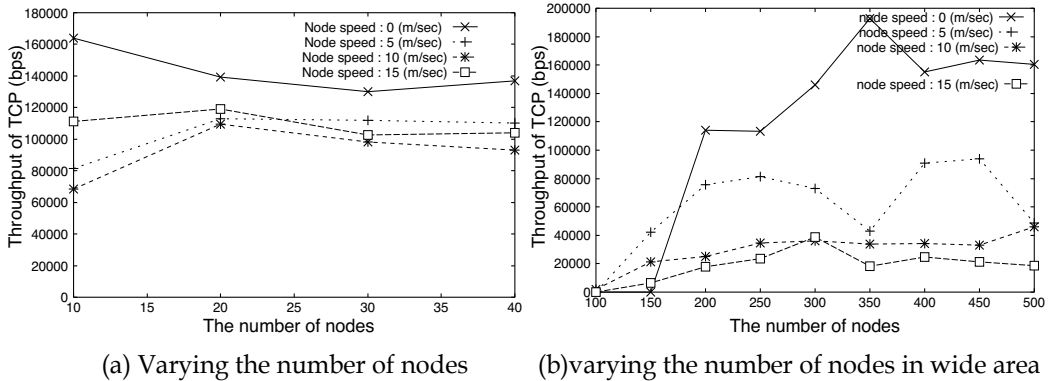 180000
160000
140000
120000
100000
80000
60000
40000
20000
0
Throughput of TCP (bps)
Node speed : 0 (m/sec)
Node speed : 5 (m/sec)
Node speed : 10 (m/sec)
Node speed : 15 (m/sec)
10 15 20 25 30 35 40
The number of nodes
(a) Varying the number of nodes
200000
180000
160000
140000
120000
100000
80000
60000
40000
20000
0
Throughput of TCP (bps)
node speed : 0 (m/sec)
node speed : 5 (m/sec)
node speed : 10 (m/sec)
node speed : 15 (m/sec)
100 150 200 250 300 350 400 450 500
The number of nodes
(b)varying the number of nodes in wide area